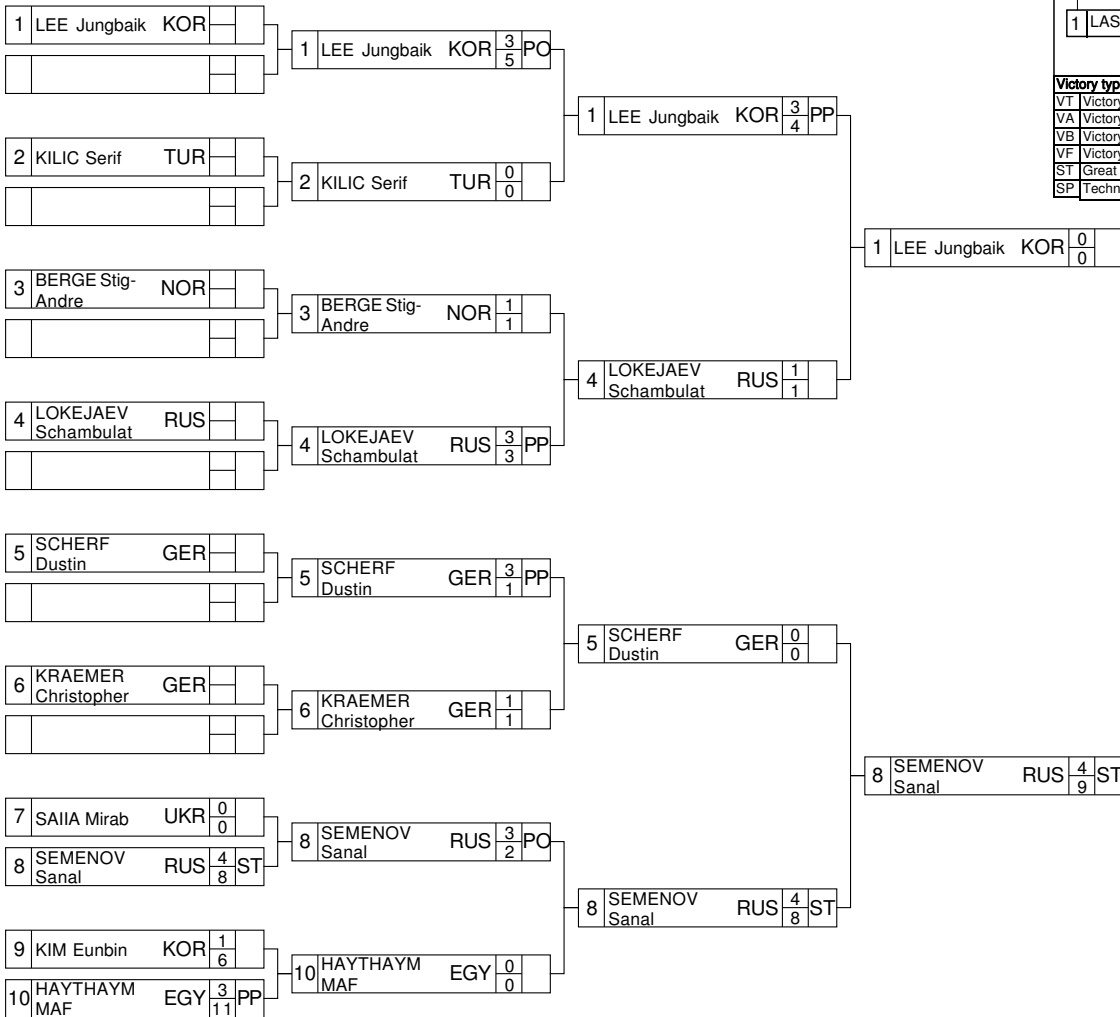 1 LEE Jungbaik KOR
2 KILIC Serif TUR
3 BERGE Stig-
Andre NOR
4 LOKEJAEV
Schambulat RUS
5 SCHERF
Dustin GER
6 KRAEMER
Christopher GER
7 SAIIA Mirab UKR 0
0
8 SEMENOV
Sanal RUS 4
8 ST
9 KIM Eunbin KOR 1
6
10 HAYTHAYM
MAF EGY 3
11 PP
1 LEE Jungbaik KOR 3
5 PO
2 KILIC Serif TUR 0
0
3 BERGE Stig-
Andre NOR 1
1
4 LOKEJAEV
Schambulat RUS 3
3 PP
5 SCHERF
Dustin GER 3
1 PP
6 KRAEMER
Christopher GER 1
1
8 SEMENOV
Sanal RUS 3
2 PO
10 HAYTHAYM
MAF EGY 0
0
1 LEE Jungbaik KOR 3
4 PP
4 LOKEJAEV
Schambulat RUS 1
1
5 SCHERF
Dustin GER 0
0
8 SEMENOV
Sanal RUS 4
8 ST
1 LEE Jungbaik KOR 0
0
8 SEMENOV
Sanal RUS 4
9 ST
1 LAS
Victory typ
VT Victory
VA Victory
VB Victory
VF Victory
ST Great
SP Techn